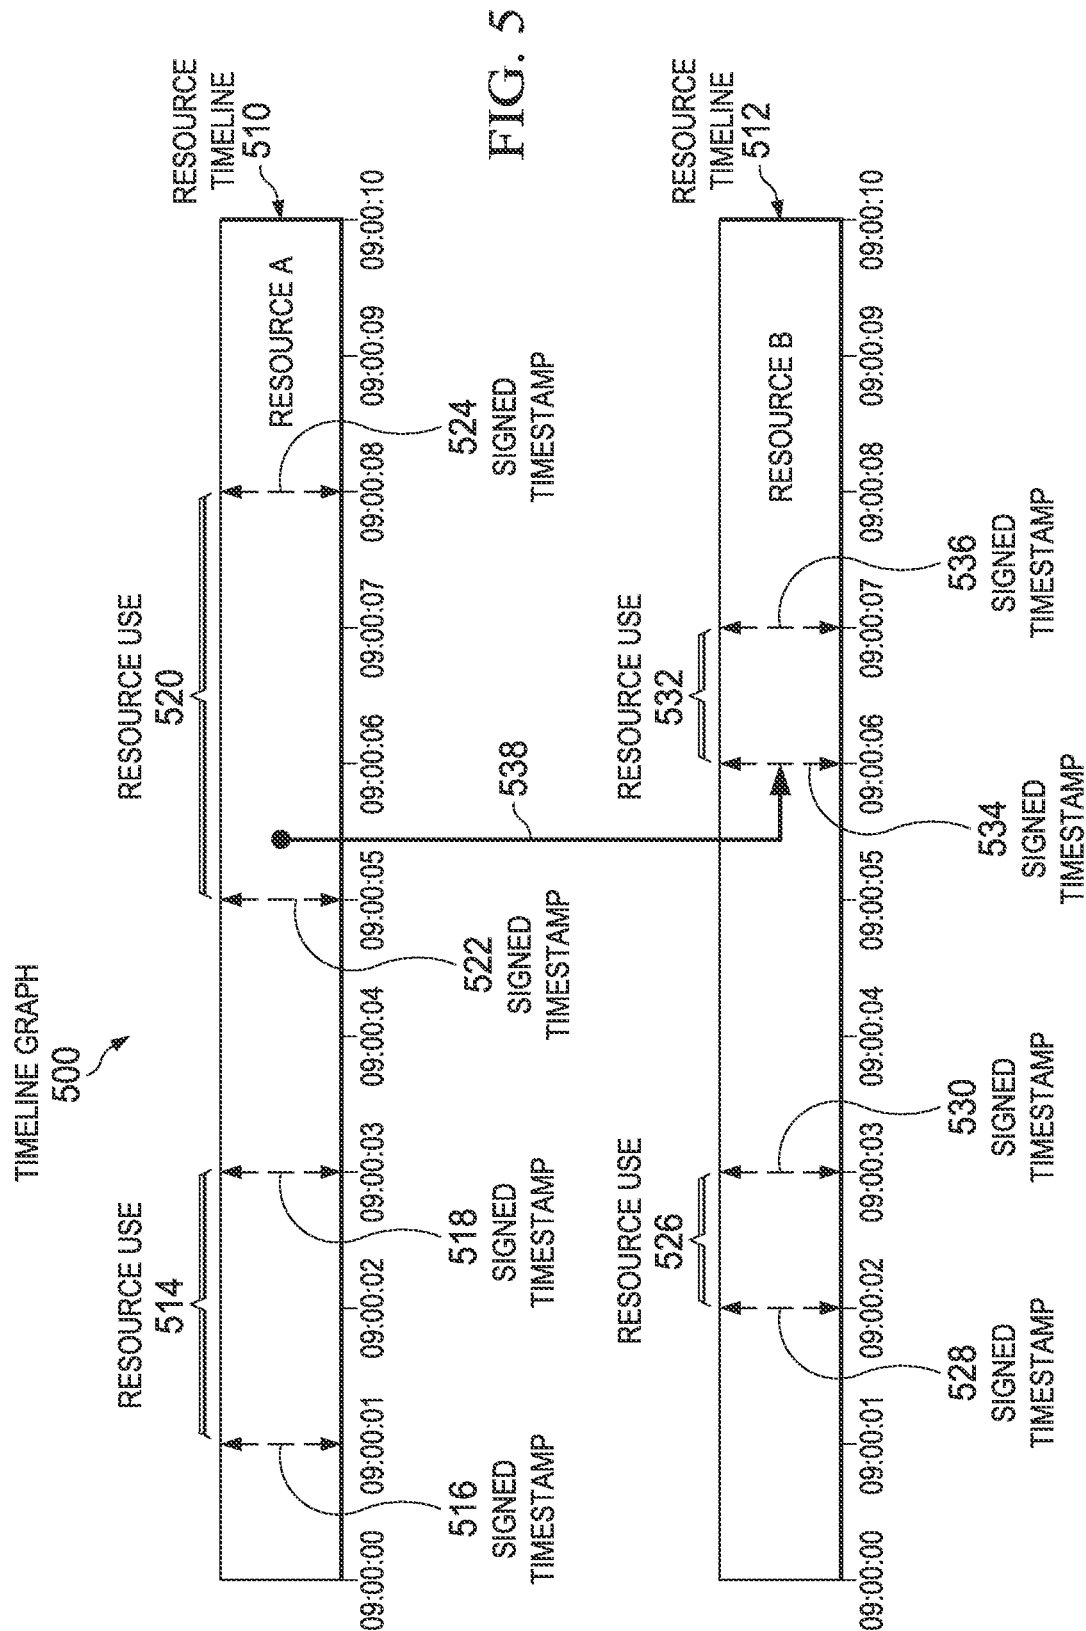 TIMELINE GRAPH
500
RESOURCE USE
514
RESOURCE USE
520
RESOURCE
TIMELINE
510
RESOURCE A
09:00:00
09:00:01
09:00:02
09:00:03
09:00:04
09:00:05
09:00:06
09:00:07
09:00:08
09:00:09
09:00:10
516
SIGNED
TIMESTAMP
518
SIGNED
TIMESTAMP
522
SIGNED
TIMESTAMP
524
SIGNED
TIMESTAMP
538
RESOURCE USE
526
RESOURCE USE
532
RESOURCE
TIMELINE
512
RESOURCE B
09:00:00
09:00:01
09:00:02
09:00:03
09:00:04
09:00:05
09:00:06
09:00:07
09:00:08
09:00:09
09:00:10
528
SIGNED
TIMESTAMP
530
SIGNED
TIMESTAMP
534
SIGNED
TIMESTAMP
536
SIGNED
TIMESTAMP
FIG. 5